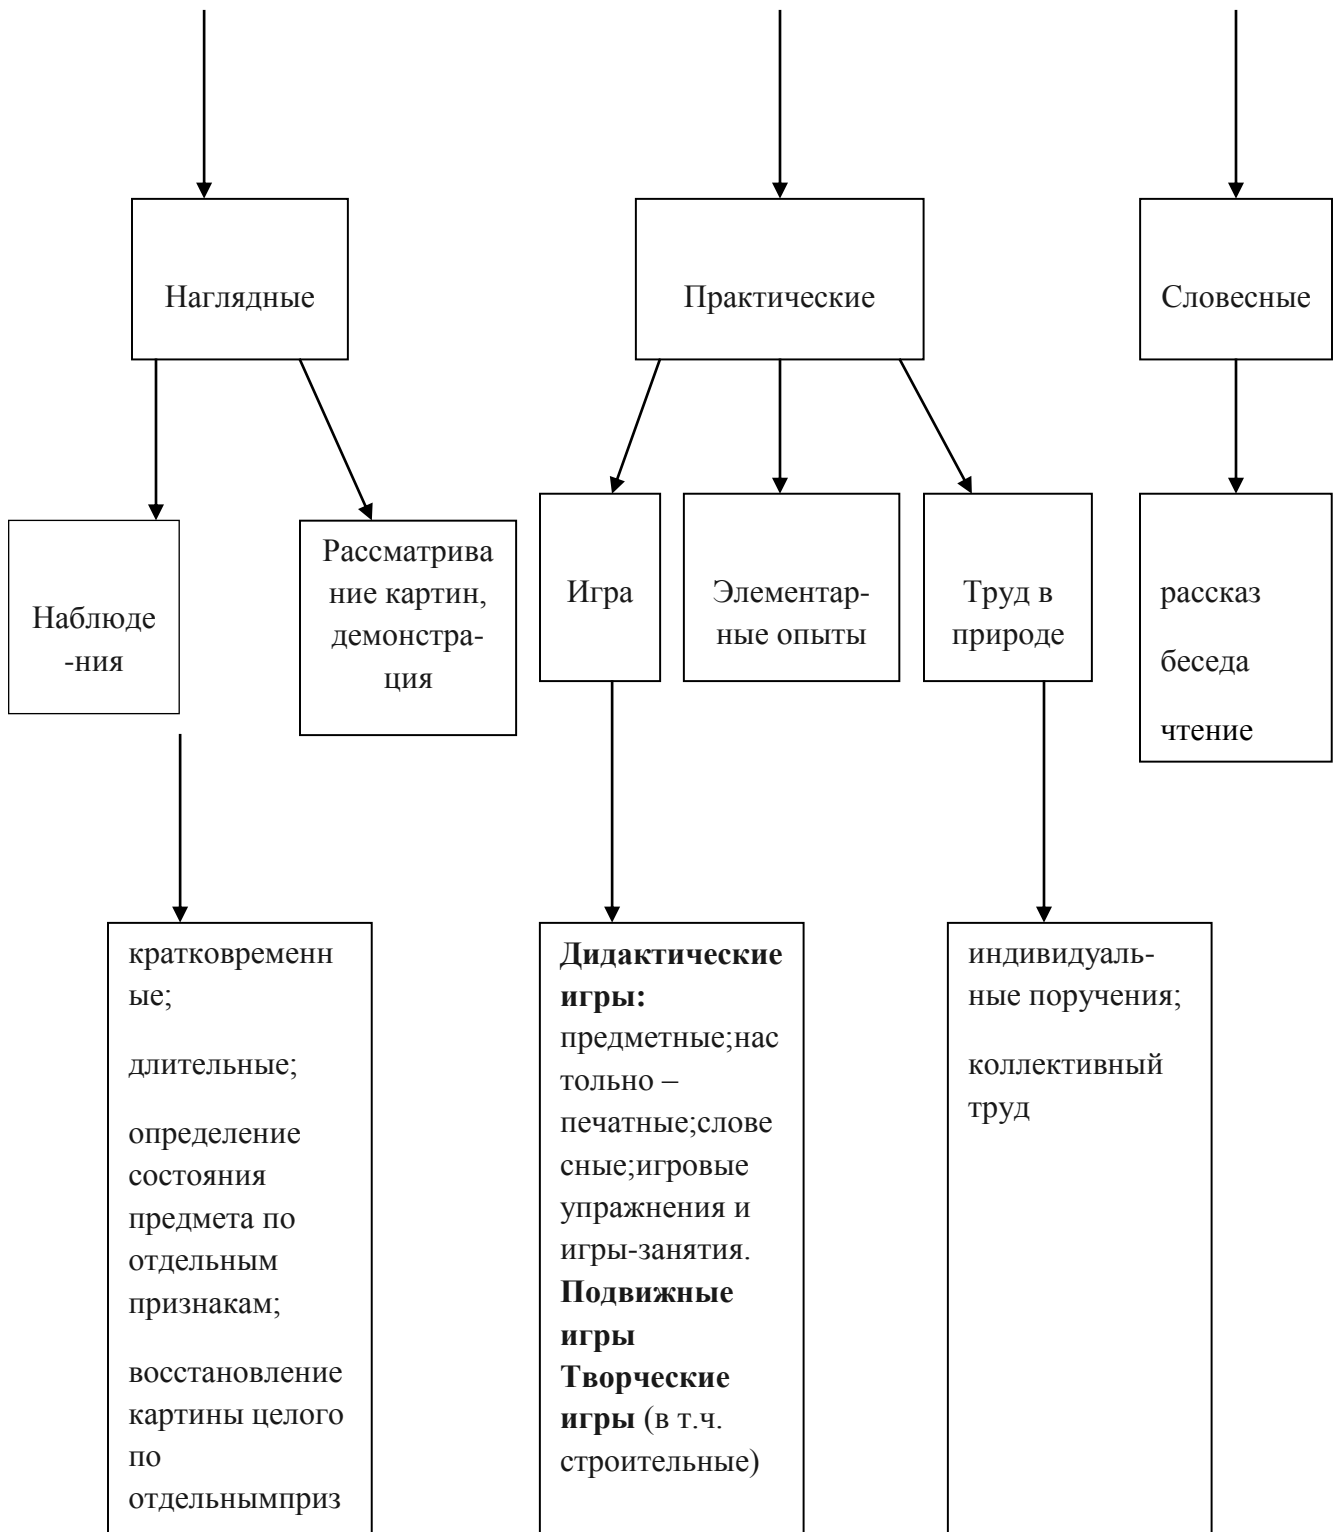 Наглядные
Практические
Словесные
Наблюде
-ния
Рассматрива
ние картин,
демонстра-
ция
Игра
Элементар-
ные опыты
Труд в
природе
рассказ
беседа
чтение
кратковременн
ые;
длительные;
определение
состояния
предмета по
отдельным
признакам;
восстановление
картины целого
по
отдельнымприз
Дидактические
игры:
предметные;нас
тольно –
печатные;слове
сные;игровые
упражнения и
игры-занятия.
Подвижные
игры
Творческие
игры (в т.ч.
строительные)
индивидуаль-
ные поручения;
коллективный
труд